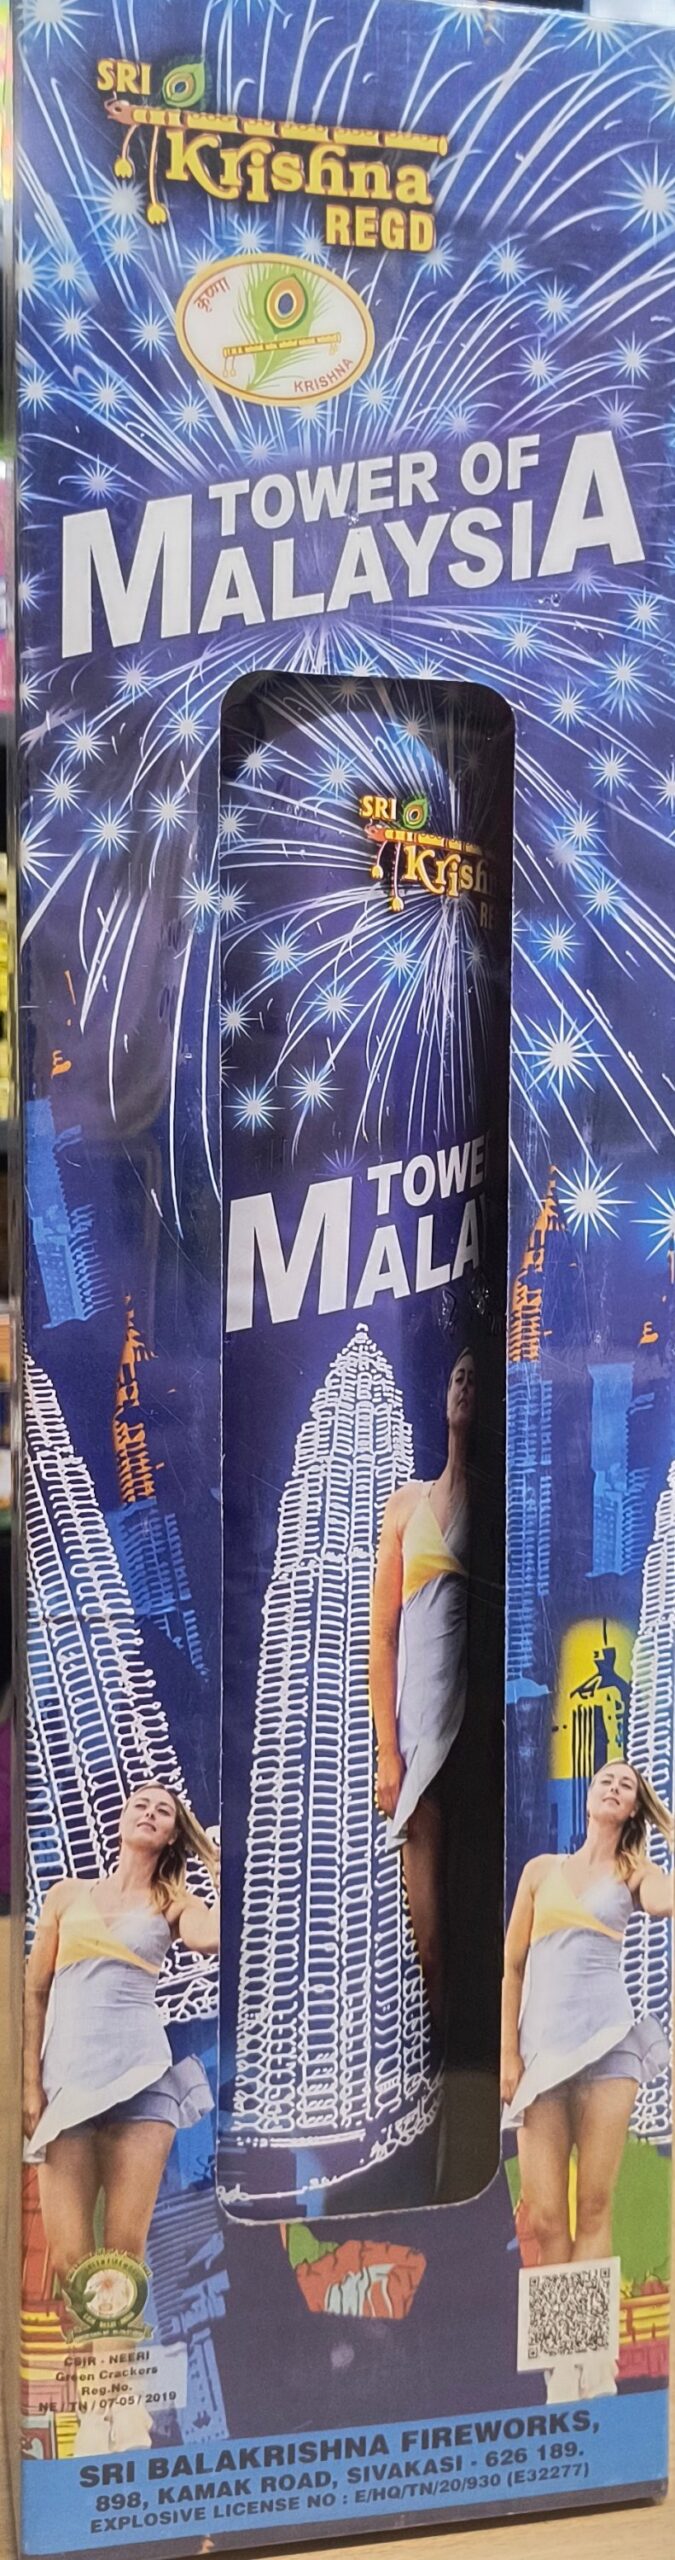 SRI
Krishna
REGD
कृष्णा
KRISHNA
TOWER OF
MALAYSIA
SRI
Krish
RE
TOWE
MALA
CSIR - NEERI
Green Crackers
Reg.No.
NE / TN / 07-05 / 2019
SRI BALAKRISHNA FIREWORKS,
898, KAMAK ROAD, SIVAKASI - 626 189.
EXPLOSIVE LICENSE NO : E/HQ/TN/20/930 (E32277)